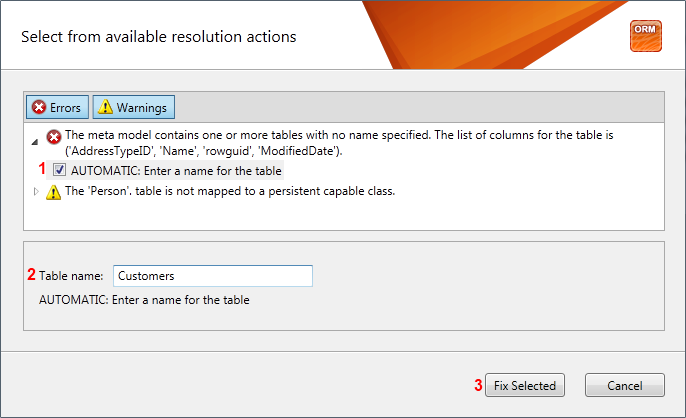 Select from available resolution actions
ORM
Errors
Warnings
The meta model contains one or more tables with no name specified. The list of columns for the table is
('AddressTypeID', 'Name', 'rowguid', 'ModifiedDate').
1
AUTOMATIC: Enter a name for the table
The 'Person'. table is not mapped to a persistent capable class.
2 Table name: Customers
AUTOMATIC: Enter a name for the table
3 Fix Selected Cancel